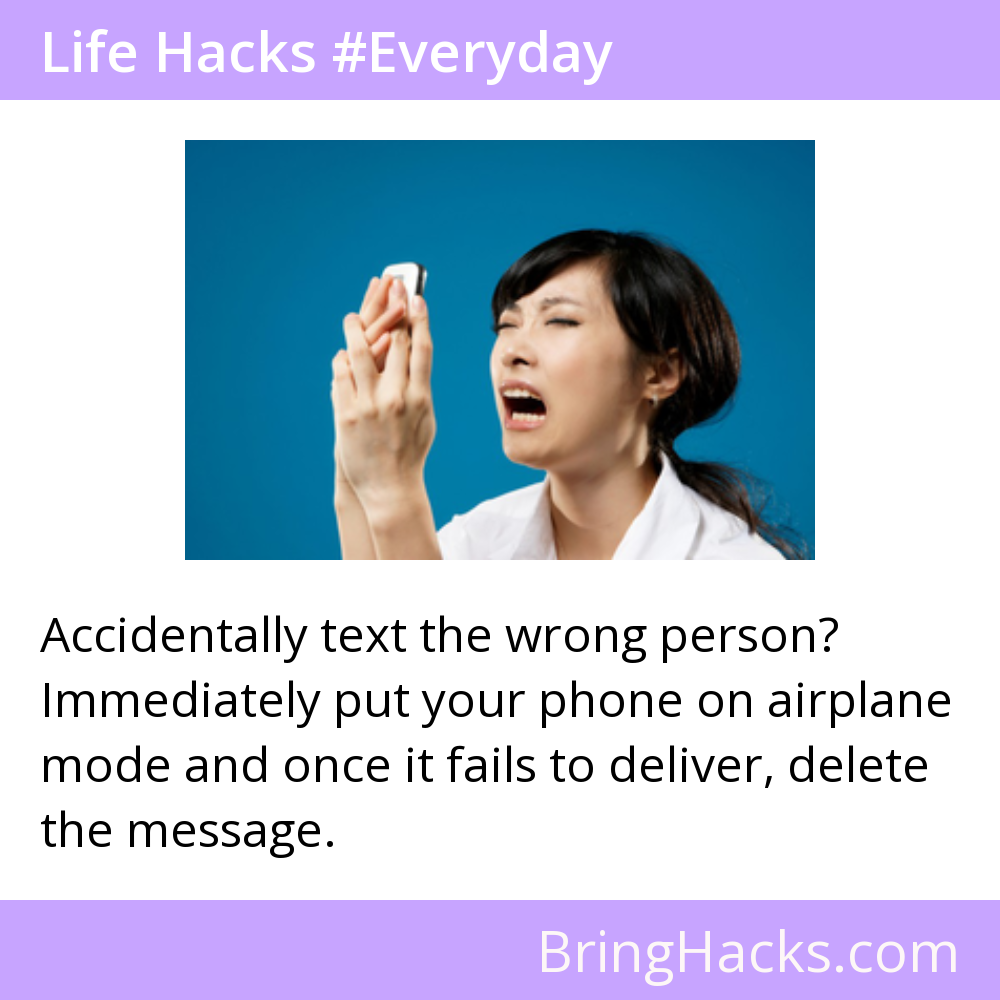 Life Hacks #Everyday
Accidentally text the wrong person?
Immediately put your phone on airplane
mode and once it fails to deliver, delete
the message.
BringHacks.com